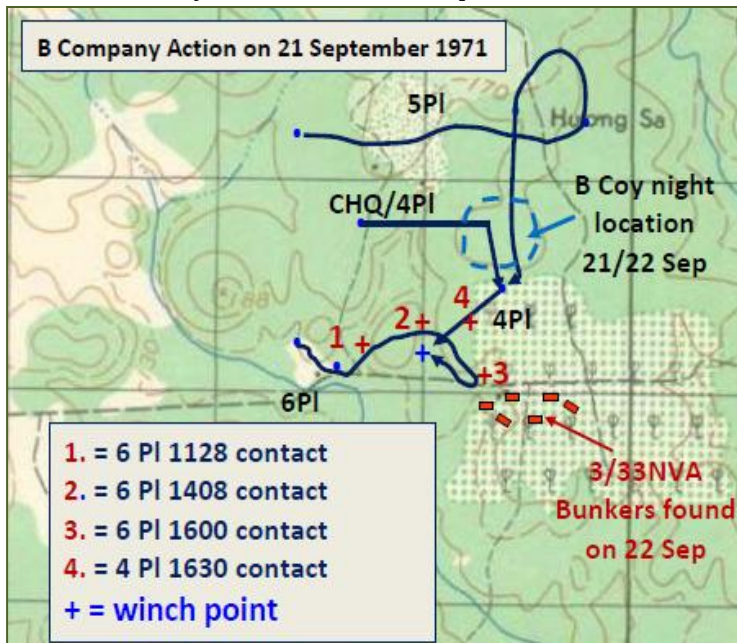 B Company Action on 21 September 1971
170
5Pl
Huong Sa
B Coy night
location
21/22 Sep
CHQ/4Pl
188
4
4Pl
1
2
3
6Pl
3/33NVA
Bunkers found
on 22 Sep
1. = 6 Pl 1128 contact
2. = 6 Pl 1408 contact
3. = 6 Pl 1600 contact
4. = 4 Pl 1630 contact
+ = winch point